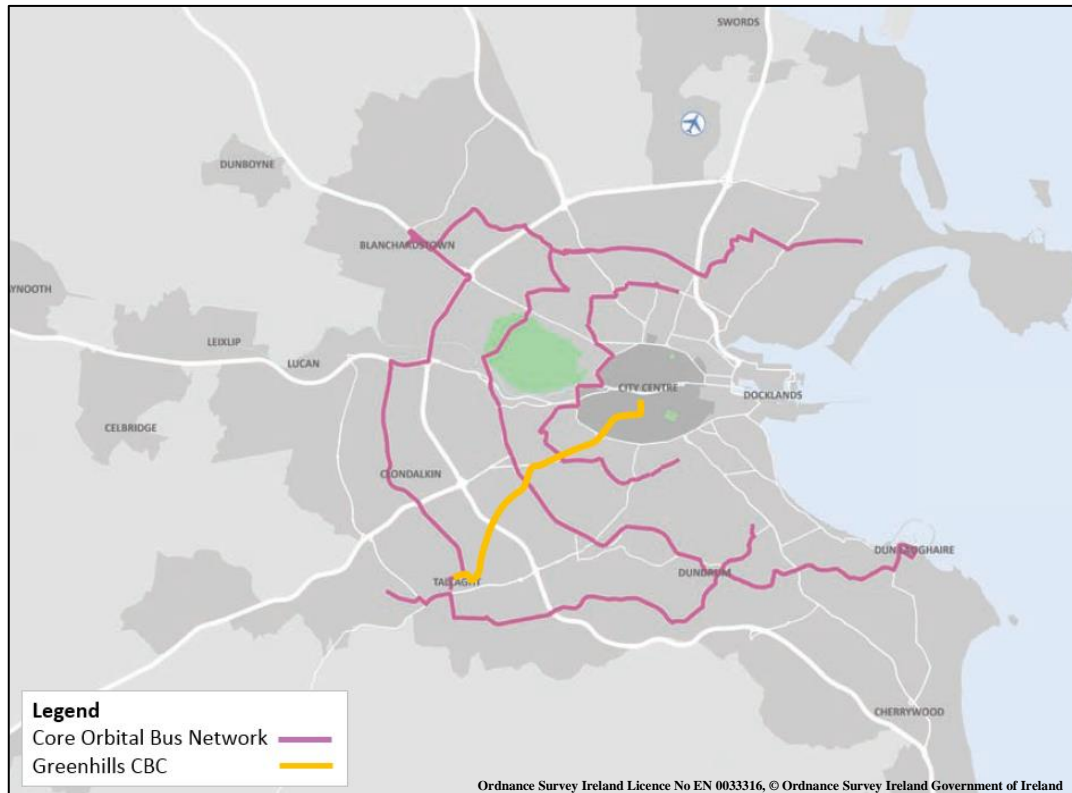 SWORDS
DUNBOYNE
BLANCHARDSTOWN
YNOOTH
LEIXLIP
LUCAN
CITY CENTRE
DOCKLANDS
CELBRIDGE
CLONDALKIN
DUN LAOGHAIRE
TALLAGHT
DUNDRUM
CHERRYWOOD
Legend
Core Orbital Bus Network
Greenhills CBC
Ordnance Survey Ireland Licence No EN 0033316, © Ordnance Survey Ireland Government of Ireland